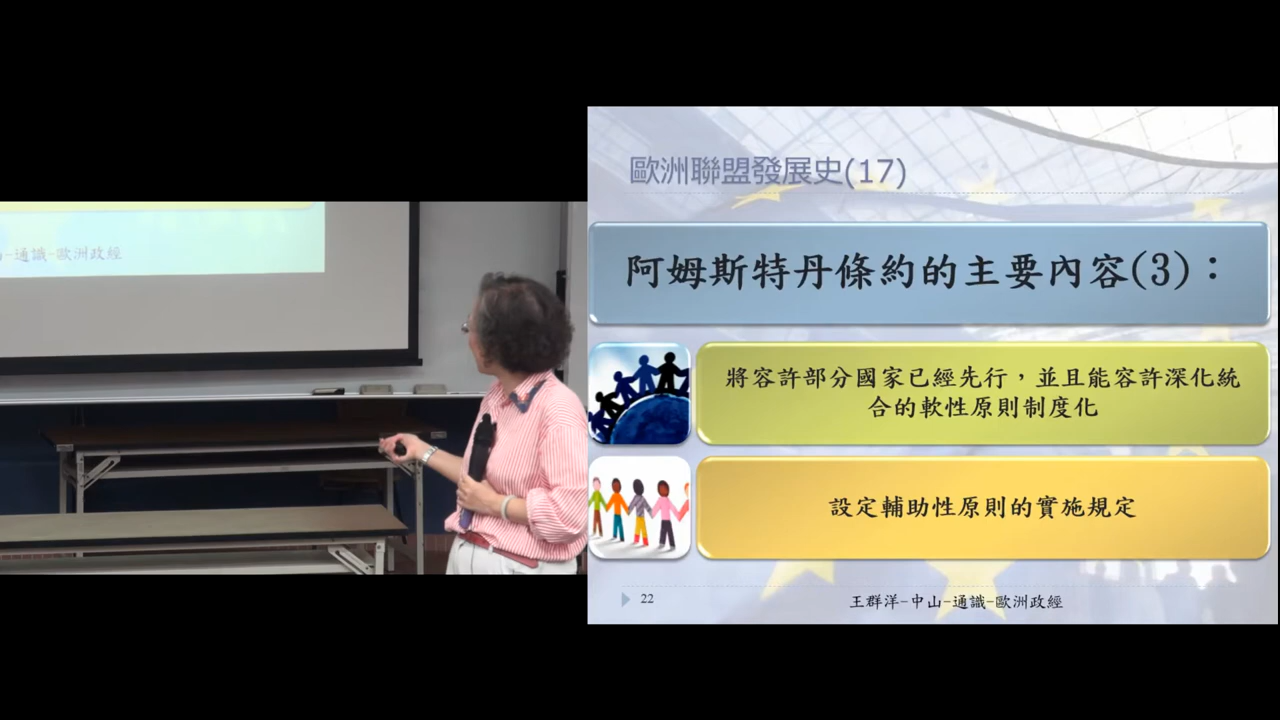 歐洲聯盟發展史(17)
阿姆斯特丹條約的主要內容(3)：
將容許部分國家已經先行，並且能容許深化統
合的軟性原則制度化
設定輔助性原則的實施規定
22
王群洋-中山-通識-歐洲政經
-通識-歐洲政經